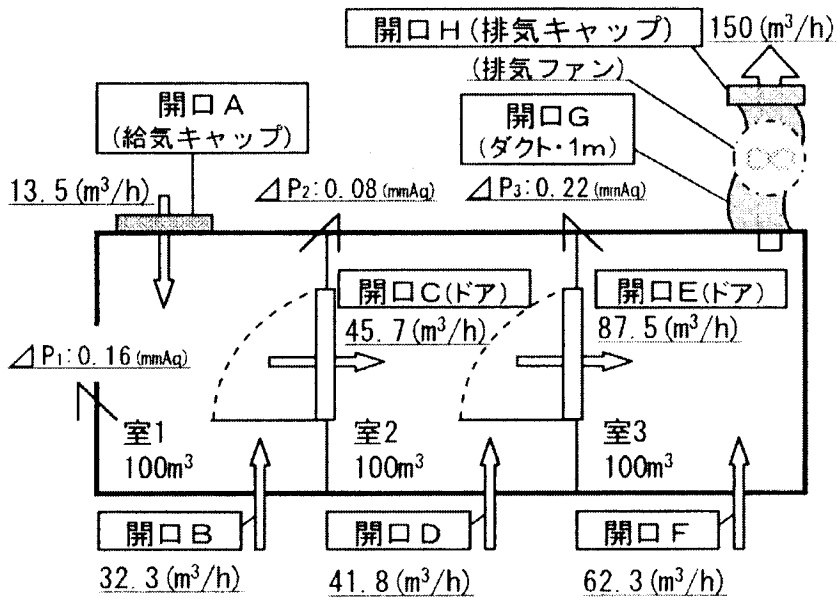 開口H(排気キャップ)
150(m³/h)
(排気ファン)
開口A
(給気キャップ)
開口G
(ダクト・1m)
13.5(m³/h)
⊿P₂:0.08(mmAq)
⊿P₃:0.22(mmAq)
開口C(ドア)
45.7(m³/h)
開口E(ドア)
87.5(m³/h)
⊿P₁:0.16(mmAq)
室1
100m³
室2
100m³
室3
100m³
開口B
開口D
開口F
32.3(m³/h)
41.8(m³/h)
62.3(m³/h)